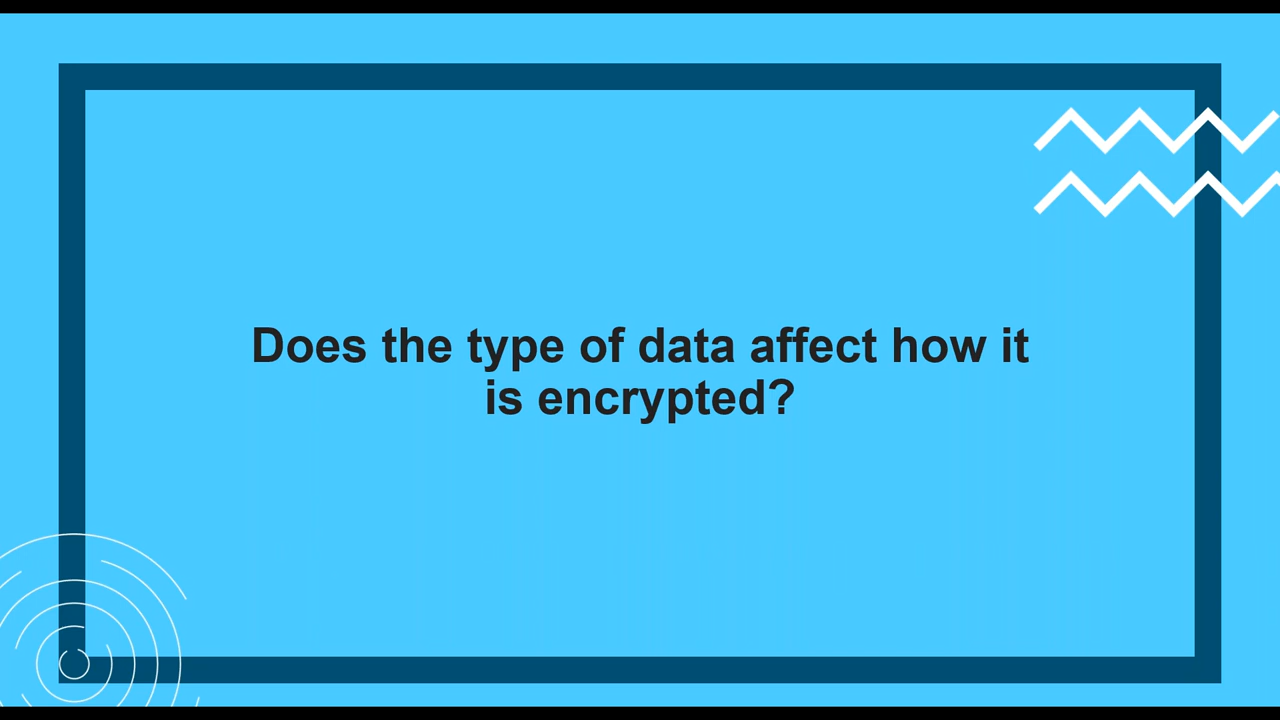 Does the type of data affect how it
is encrypted?